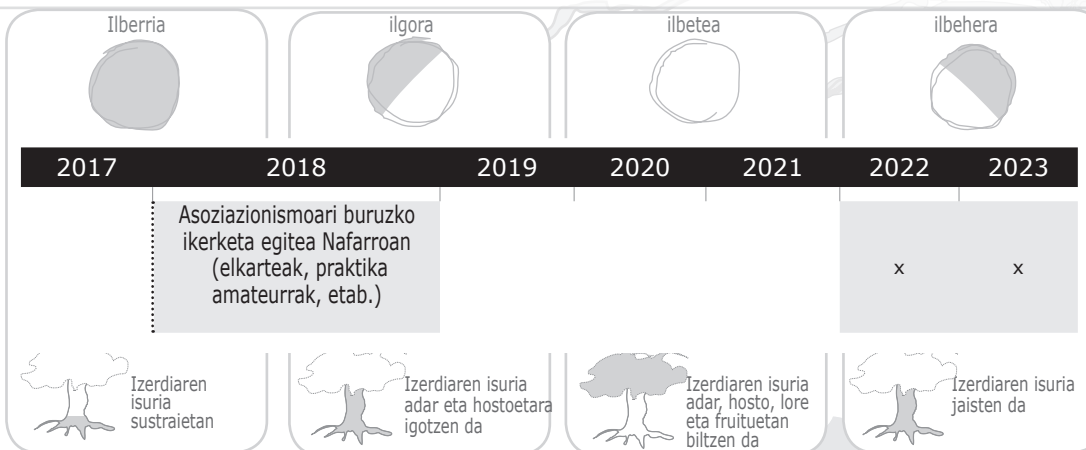 Ilberria
ilgora
ilbetea
ilbehera
2017 2018 2019 2020 2021 2022 2023
Asoziazionismoari buruzko
ikerketa egitea Nafarroan
(elkarteak, praktika
amateurrak, etab.)
x x
Izerdiaren
isuria
sustraietan
Izerdiaren isuria
adar eta hostoetara
igotzen da
Izerdiaren isuria
adar, hosto, lore
eta fruituetan
biltzen da
Izerdiaren isuria
jaisten da